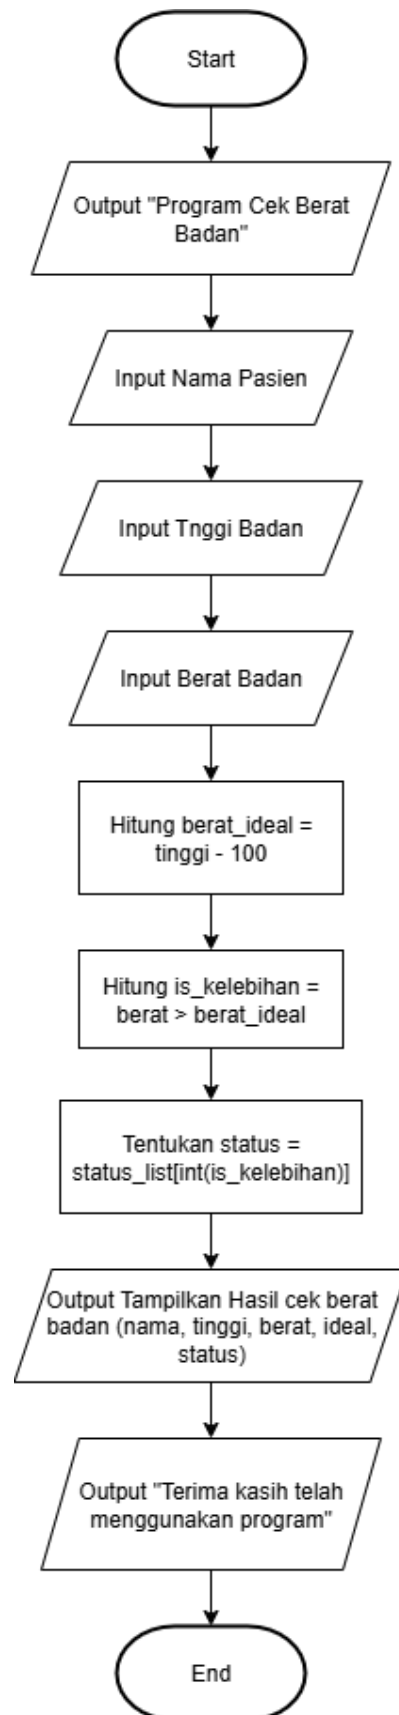 Start
Output "Program Cek Berat
Badan"
Input Nama Pasien
Input Tnggi Badan
Input Berat Badan
Hitung berat_ideal =
tinggi - 100
Hitung is_kelebihan =
berat > berat_ideal
Tentukan status =
status_list[int(is_kelebihan)]
Output Tampilkan Hasil cek berat
badan (nama, tinggi, berat, ideal,
status)
Output "Terima kasih telah
menggunakan program"
End